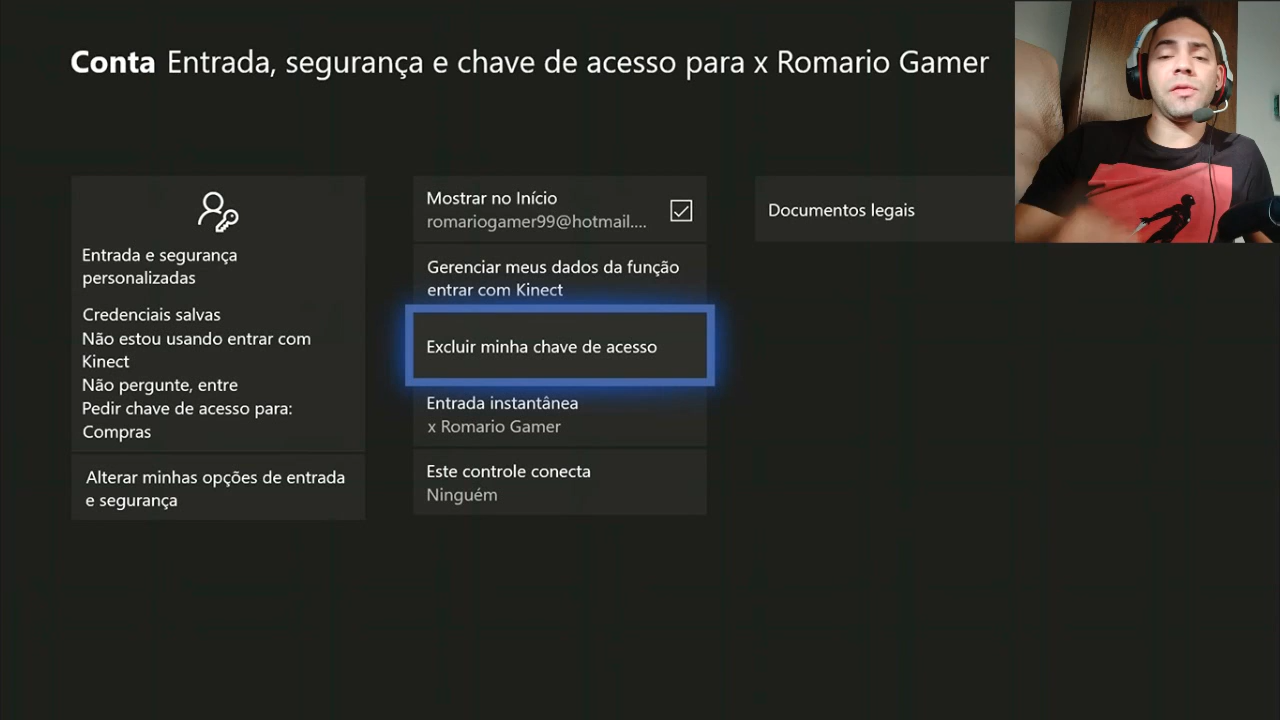 Conta Entrada, segurança e chave de acesso para x Romario Gamer
Entrada e segurança
personalizadas
Credenciais salvas
Não estou usando entrar com
Kinect
Não pergunte, entre
Pedir chave de acesso para:
Compras
Alterar minhas opções de entrada
e segurança
Mostrar no Início
romariogamer99@hotmail....
Gerenciar meus dados da função
entrar com Kinect
Excluir minha chave de acesso
Entrada instantânea
x Romario Gamer
Este controle conecta
Ninguém
Documentos legais